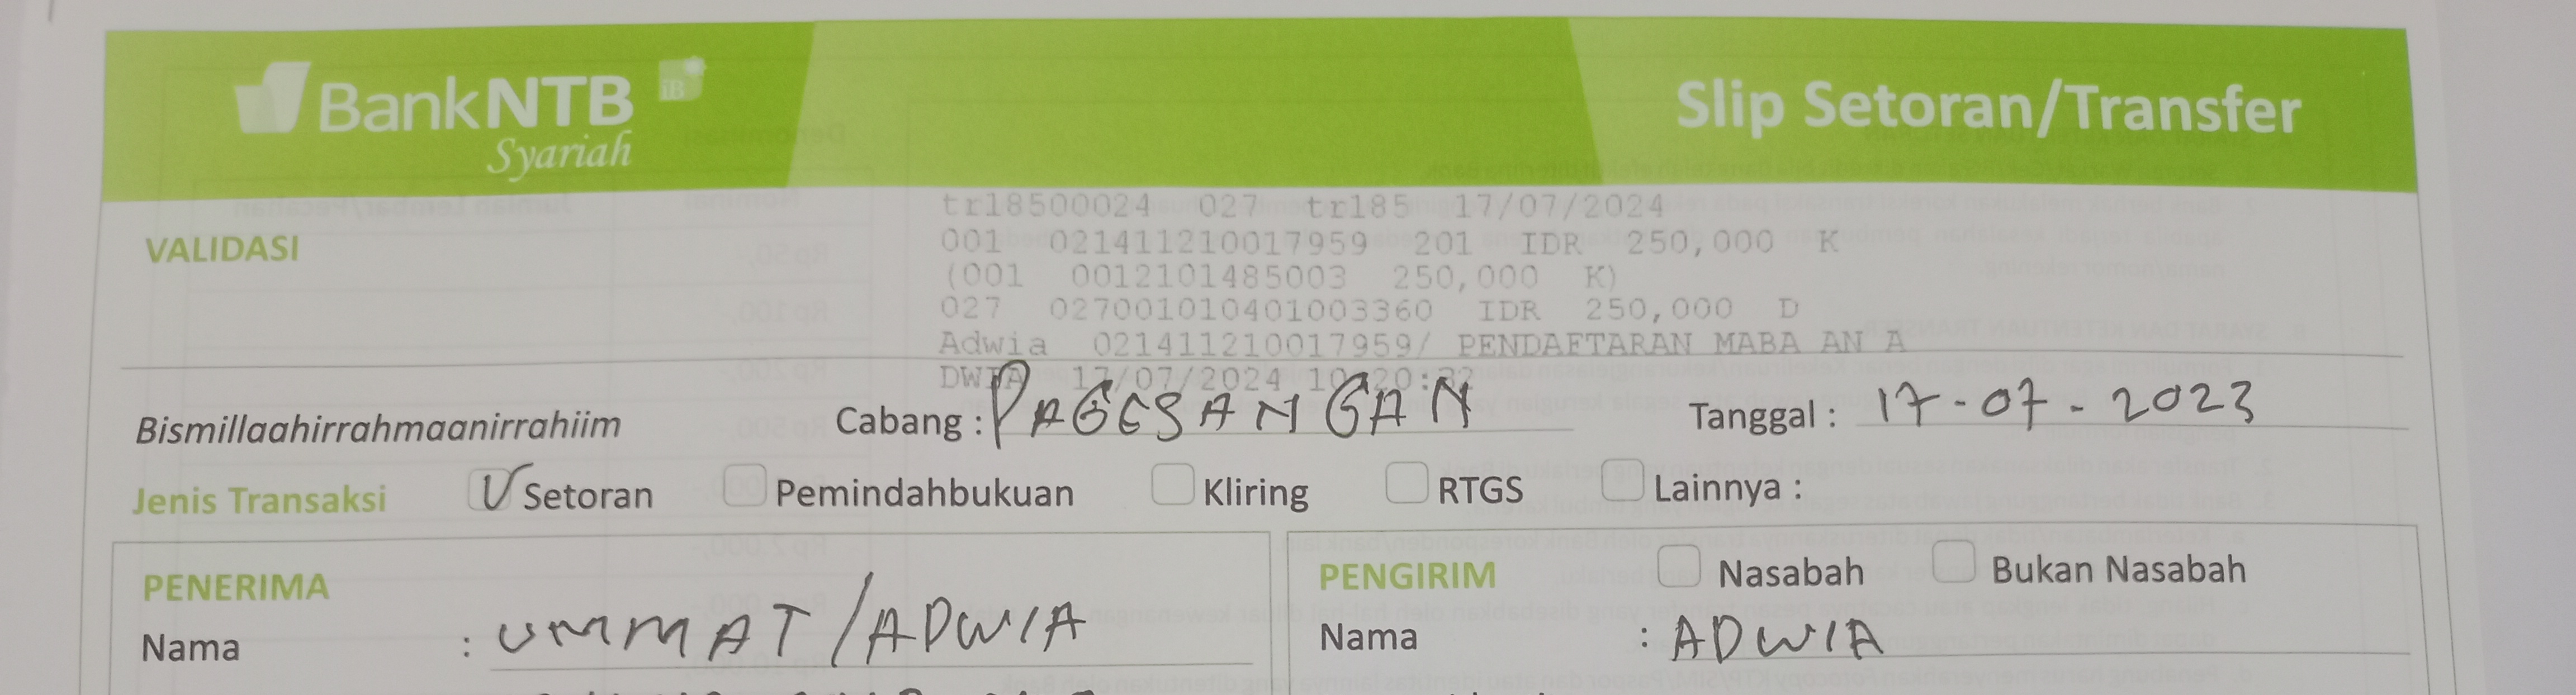 BankNTB iB
Syariah
Slip Setoran/Transfer
VALIDASI
tr18500024 027 tr185 17/07/2024
001 021411210017959 201 IDR 250,000 K
(001 0012101485003 250,000 K)
027 027001010401003360 IDR 250,000 D
Adwia 021411210017959/ PENDAFTARAN MABA AN A
DWIA 17/07/2024
Bismillaahirrahmaanirrahiim Cabang : PAGESANGAN Tanggal : 17-07-2023
Jenis Transaksi Setoran Pemindahbukuan Kliring RTGS Lainnya :
PENERIMA PENGIRIM Nasabah Bukan Nasabah
Nama : UMMAT/ADWIA Nama : ADWIA